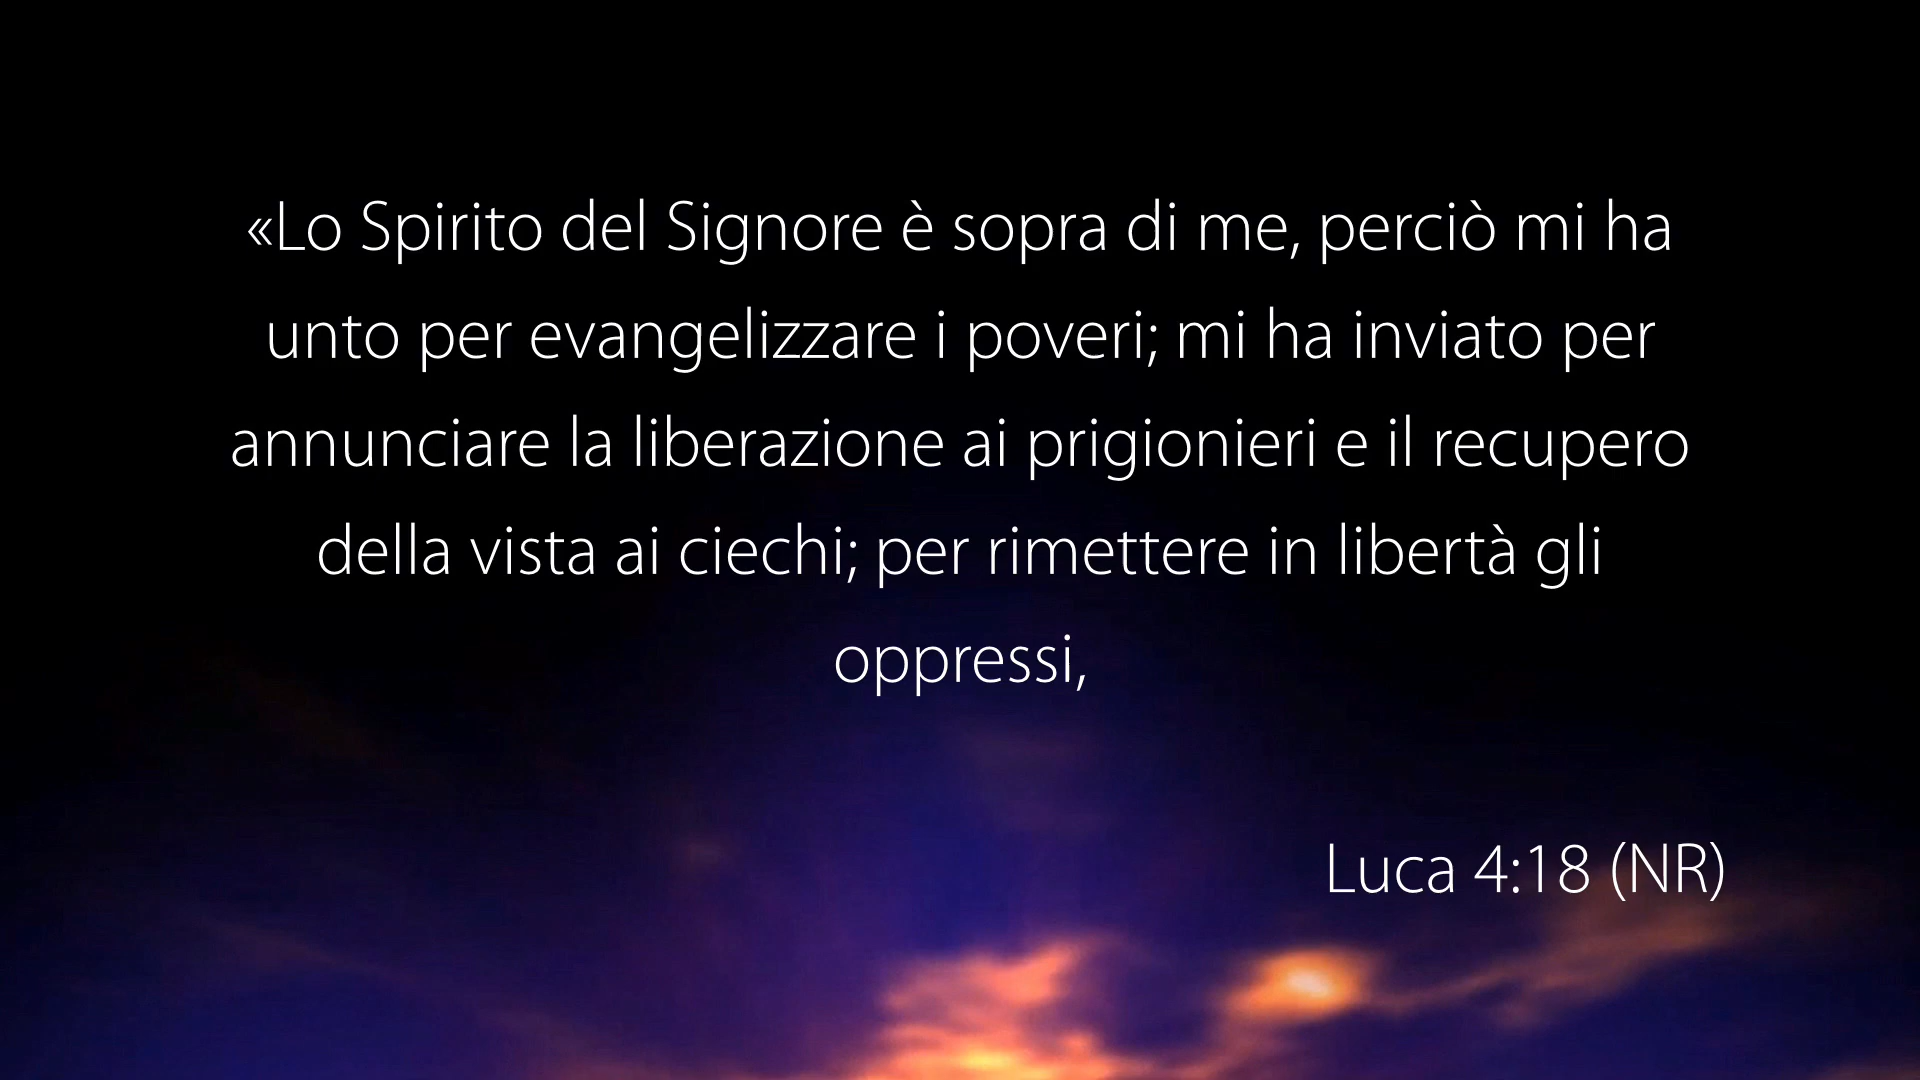 «Lo Spirito del Signore è sopra di me, perciò mi ha
unto per evangelizzare i poveri; mi ha inviato per
annunciare la liberazione ai prigionieri e il recupero
della vista ai ciechi; per rimettere in libertà gli
oppressi,
Luca 4:18 (NR)